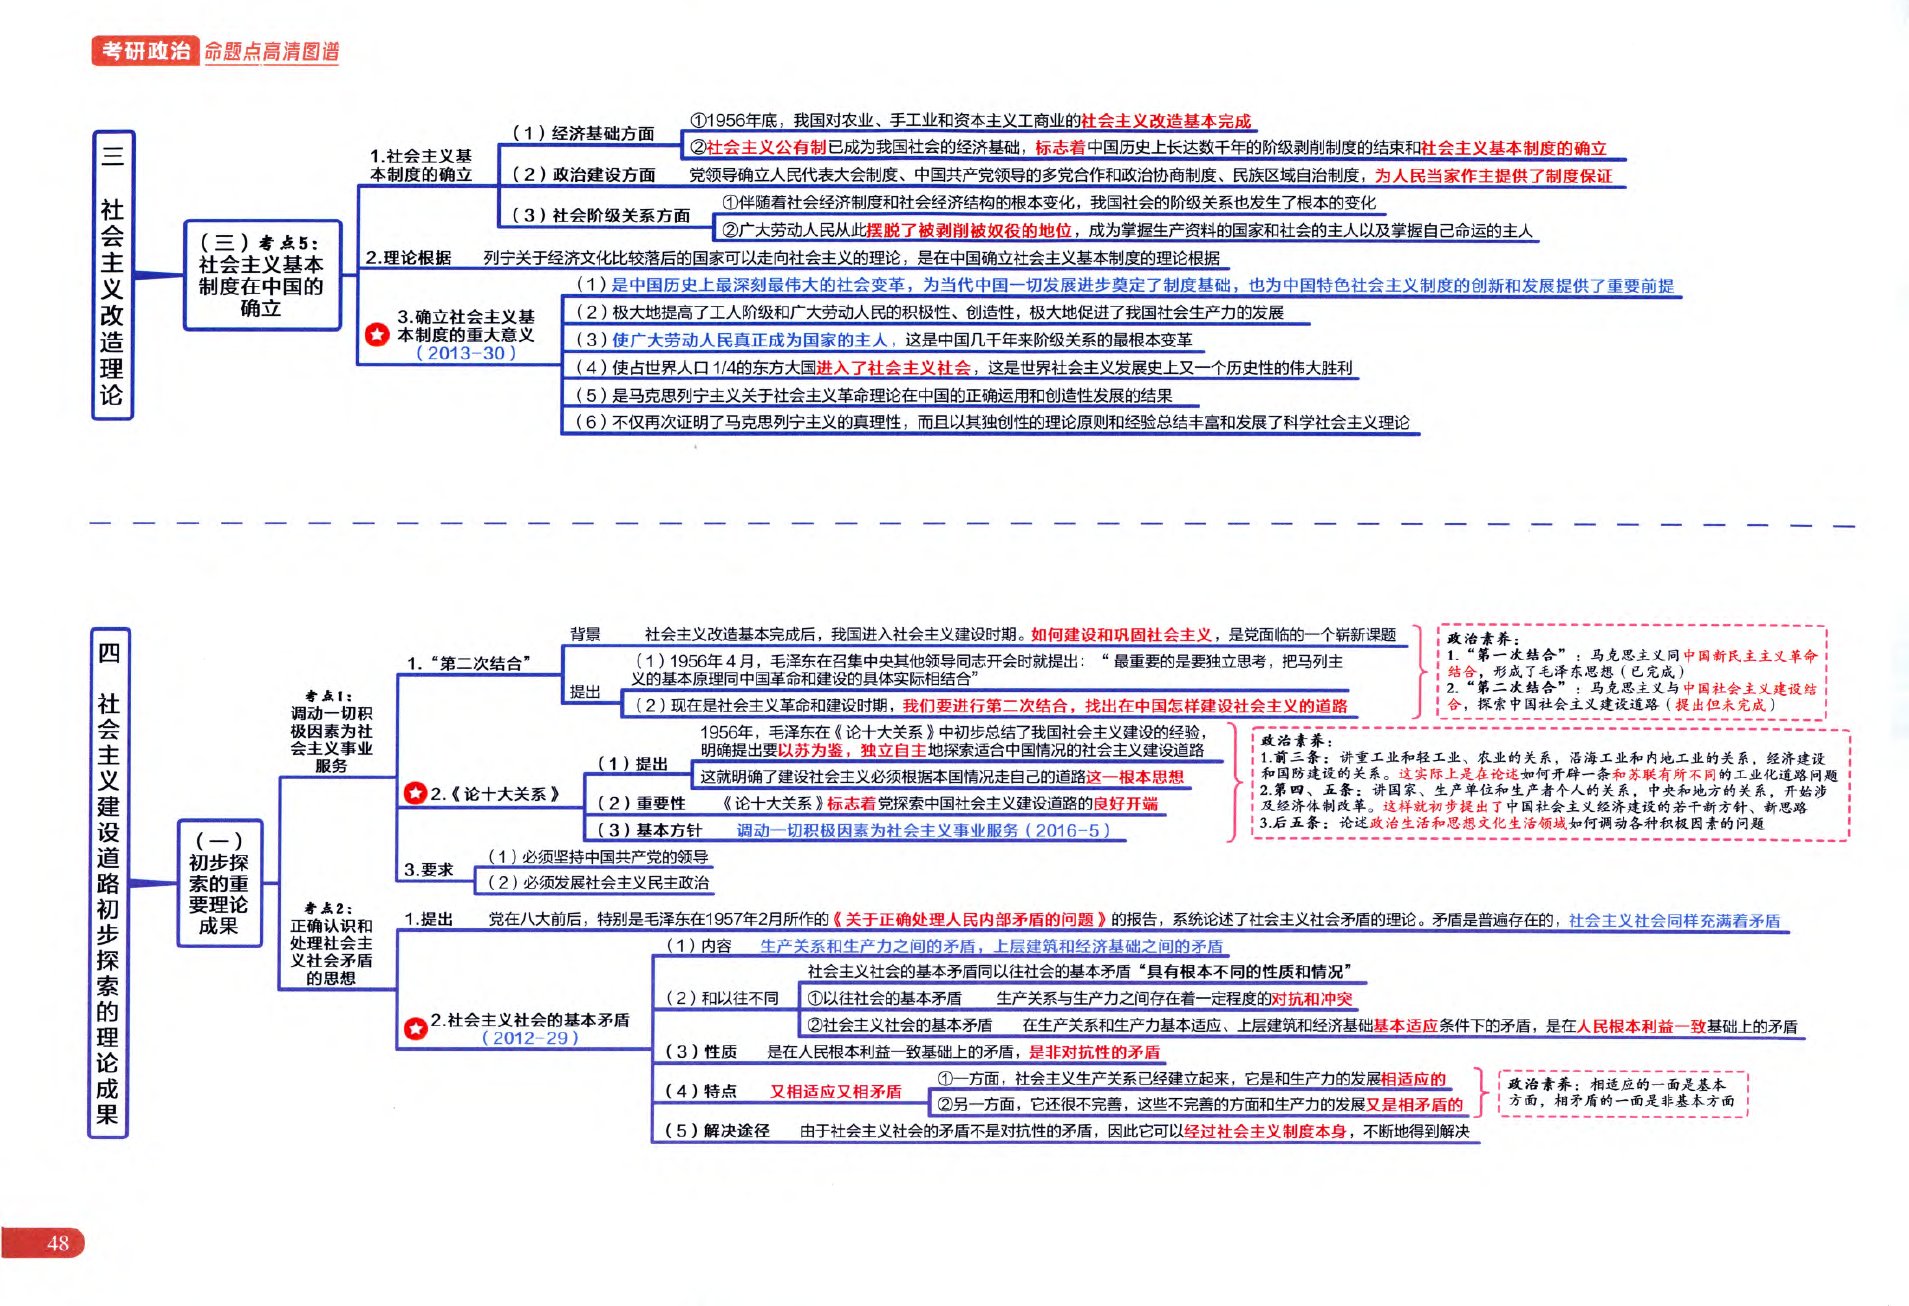 考研政治 命题点高清图谱
三 社会主义改造理论
(三)考点5:
社会主义基本
制度在中国的
确立
1.社会主义基
本制度的确立
(1)经济基础方面
①1956年底，我国对农业、手工业和资本主义工商业的社会主义改造基本完成
②社会主义公有制已成为我国社会的经济基础，标志着中国历史上长达数千年的阶级剥削制度的结束和社会主义基本制度的确立
(2)政治建设方面 党领导确立人民代表大会制度、中国共产党领导的多党合作和政治协商制度、民族区域自治制度，为人民当家作主提供了制度保证
(3)社会阶级关系方面
①伴随着社会经济制度和社会经济结构的根本变化，我国社会的阶级关系也发生了根本的变化
②广大劳动人民从此摆脱了被剥削被奴役的地位，成为掌握生产资料的国家和社会的主人以及掌握自己命运的主人
2.理论根据 列宁关于经济文化比较落后的国家可以走向社会主义的理论，是在中国确立社会主义基本制度的理论根据
3.确立社会主义基
本制度的重大意义
(2013-30)
(1)是中国历史上最深刻最伟大的社会变革，为当代中国一切发展进步奠定了制度基础，也为中国特色社会主义制度的创新和发展提供了重要前提
(2)极大地提高了工人阶级和广大劳动人民的积极性、创造性，极大地促进了我国社会生产力的发展
(3)使广大劳动人民真正成为国家的主人，这是中国几千年来阶级关系的最根本变革
(4)使占世界人口1/4的东方大国进入了社会主义社会，这是世界社会主义发展史上又一个历史性的伟大胜利
(5)是马克思列宁主义关于社会主义革命理论在中国的正确运用和创造性发展的结果
(6)不仅再次证明了马克思列宁主义的真理性，而且以其独创性的理论原则和经验总结丰富和发展了科学社会主义理论
四 社会主义建设道路初步探索的理论成果
(一)
初步探
索的重
要理论
成果
考点1:
调动一切积
极因素为社
会主义事业
服务
1.“第二次结合”
背景 社会主义改造基本完成后，我国进入社会主义建设时期。如何建设和巩固社会主义，是党面临的一个崭新课题
提出
(1)1956年4月，毛泽东在召集中央其他领导同志开会时就提出：“最重要的是要独立思考，把马列主
义的基本原理同中国革命和建设的具体实际相结合”
(2)现在是社会主义革命和建设时期，我们要进行第二次结合，找出在中国怎样建设社会主义的道路
政治素养：
1.“第一次结合”：马克思主义同中国新民主主义革命
结合，形成了毛泽东思想(已完成)
2.“第二次结合”：马克思主义与中国社会主义建设结
合，探索中国社会主义建设道路(提出但未完成)
2.《论十大关系》
(1)提出
1956年，毛泽东在《论十大关系》中初步总结了我国社会主义建设的经验，
明确提出要以苏为鉴，独立自主地探索适合中国情况的社会主义建设道路
这就明确了建设社会主义必须根据本国情况走自己的道路这一根本思想
(2)重要性 《论十大关系》标志着党探索中国社会主义建设道路的良好开端
(3)基本方针 调动一切积极因素为社会主义事业服务(2016-5)
政治素养：
1.前三条：讲重工业和轻工业、农业的关系，沿海工业和内地工业的关系，经济建设
和国防建设的关系。这实际上是在论述如何开辟一条和苏联有所不同的工业化道路问题
2.第四、五条：讲国家、生产单位和生产者个人的关系，中央和地方的关系，开始涉
及经济体制改革。这样就初步提出了中国社会主义经济建设的若干新方针、新思路
3.后五条：论述政治生活和思想文化生活领域如何调动各种积极因素的问题
3.要求
(1)必须坚持中国共产党的领导
(2)必须发展社会主义民主政治
考点2:
正确认识和
处理社会主
义社会矛盾
的思想
1.提出 党在八大前后，特别是毛泽东在1957年2月所作的《关于正确处理人民内部矛盾的问题》的报告，系统论述了社会主义社会矛盾的理论。矛盾是普遍存在的，社会主义社会同样充满着矛盾
2.社会主义社会的基本矛盾
(2012-29)
(1)内容 生产关系和生产力之间的矛盾，上层建筑和经济基础之间的矛盾
(2)和以往不同
社会主义社会的基本矛盾同以往社会的基本矛盾“具有根本不同的性质和情况”
①以往社会的基本矛盾 生产关系与生产力之间存在着一定程度的对抗和冲突
②社会主义社会的基本矛盾 在生产关系和生产力基本适应、上层建筑和经济基础基本适应条件下的矛盾，是在人民根本利益一致基础上的矛盾
(3)性质 是在人民根本利益一致基础上的矛盾，是非对抗性的矛盾
(4)特点 又相适应又相矛盾
①一方面，社会主义生产关系已经建立起来，它是和生产力的发展相适应的
②另一方面，它还很不完善，这些不完善的方面和生产力的发展又是相矛盾的
政治素养：相适应的一面是基本
方面，相矛盾的一面是非基本方面
(5)解决途径 由于社会主义社会的矛盾不是对抗性的矛盾，因此它可以经过社会主义制度本身，不断地得到解决
48